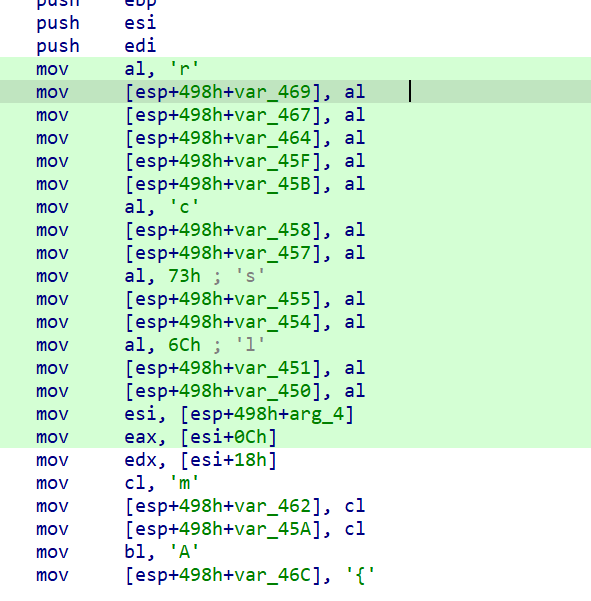 push    ebp
push    esi
push    edi
mov     al, 'r'
mov     [esp+498h+var_469], al
mov     [esp+498h+var_467], al
mov     [esp+498h+var_464], al
mov     [esp+498h+var_45F], al
mov     [esp+498h+var_45B], al
mov     al, 'c'
mov     [esp+498h+var_458], al
mov     [esp+498h+var_457], al
mov     al, 73h ; 's'
mov     [esp+498h+var_455], al
mov     [esp+498h+var_454], al
mov     al, 6Ch ; 'l'
mov     [esp+498h+var_451], al
mov     [esp+498h+var_450], al
mov     esi, [esp+498h+arg_4]
mov     eax, [esi+0Ch]
mov     edx, [esi+18h]
mov     cl, 'm'
mov     [esp+498h+var_462], cl
mov     [esp+498h+var_45A], cl
mov     bl, 'A'
mov     [esp+498h+var_46C], '{'